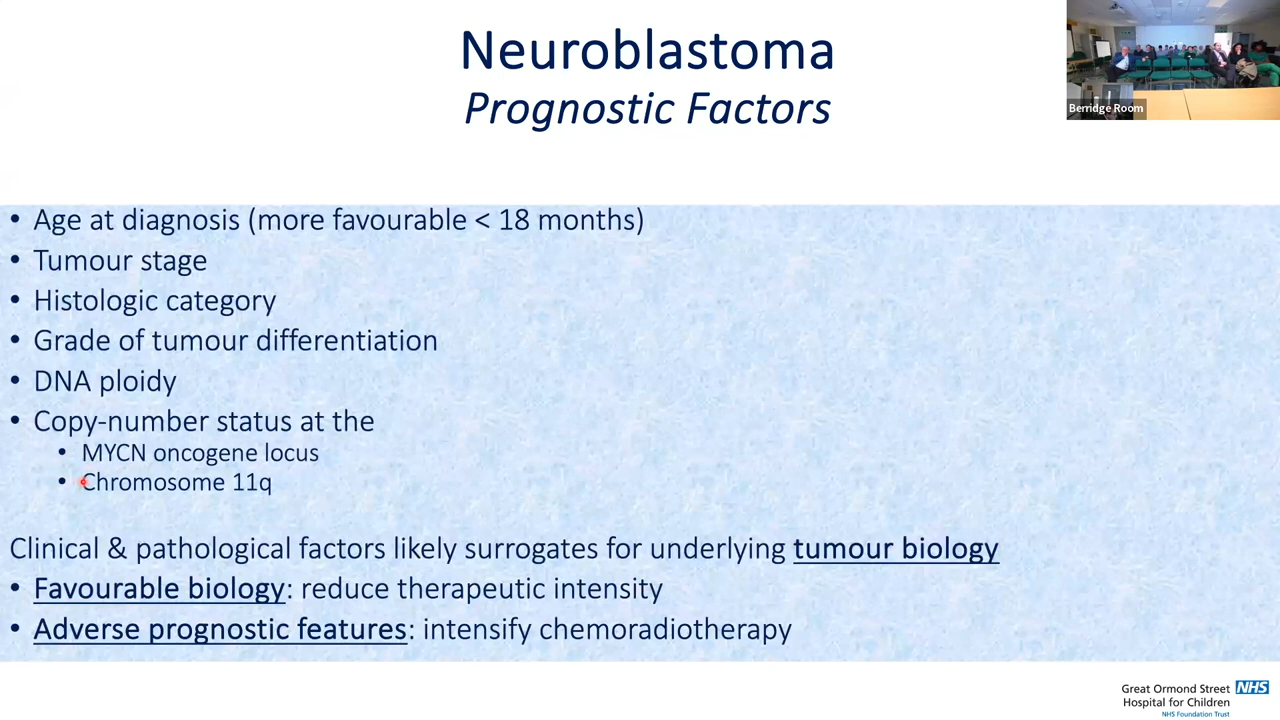 Neuroblastoma
Prognostic Factors
Berridge Room
• Age at diagnosis (more favourable < 18 months)
• Tumour stage
• Histologic category
• Grade of tumour differentiation
• DNA ploidy
• Copy-number status at the
• MYCN oncogene locus
• Chromosome 11q
Clinical & pathological factors likely surrogates for underlying tumour biology
• Favourable biology: reduce therapeutic intensity
• Adverse prognostic features: intensify chemoradiotherapy
Great Ormond Street NHS
Hospital for Children
NHS Foundation Trust